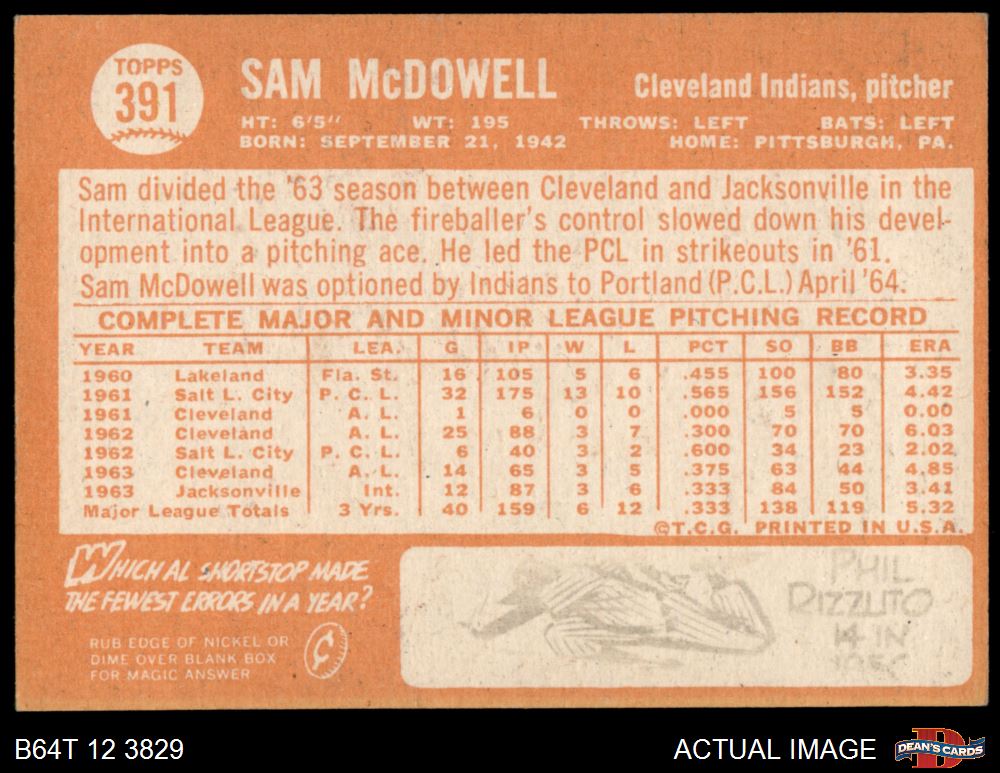 TOPPS
391
SAM McDOWELL
Cleveland Indians, pitcher
HT: 6'5" WT: 195 THROWS: LEFT BATS: LEFT
BORN: SEPTEMBER 21, 1942 HOME: PITTSBURGH, PA.
Sam divided the '63 season between Cleveland and Jacksonville in the
International League. The fireballer's control slowed down his devel-
opment into a pitching ace. He led the PCL in strikeouts in '61.
Sam McDowell was optioned by Indians to Portland (P.C.L.) April '64.
COMPLETE MAJOR AND MINOR LEAGUE PITCHING RECORD
YEAR TEAM LEA. G IP W L PCT SO BB ERA
1960 Lakeland Fla. St. 16 105 5 6 .455 100 80 3.35
1961 Salt L. City P. C. L. 32 175 13 10 .565 156 152 4.42
1961 Cleveland A. L. 1 6 0 0 .000 5 5 0.00
1962 Cleveland A. L. 25 88 3 7 .300 70 70 6.03
1962 Salt L. City P. C. L. 6 40 3 2 .600 34 23 2.02
1963 Cleveland A. L. 14 65 3 5 .375 63 44 4.85
1963 Jacksonville Int. 12 87 3 6 .333 84 50 3.41
Major League Totals 3 Yrs. 40 159 6 12 .333 138 119 5.32
©T.C.G. PRINTED IN U.S.A.
WHICH AL SHORTSTOP MADE
THE FEWEST ERRORS IN A YEAR?
RUB EDGE OF NICKEL OR
DIME OVER BLANK BOX
FOR MAGIC ANSWER
¢
PHIL
RIZZUTO
14 IN
B64T 12 3829
ACTUAL IMAGE
DEAN'S CARDS